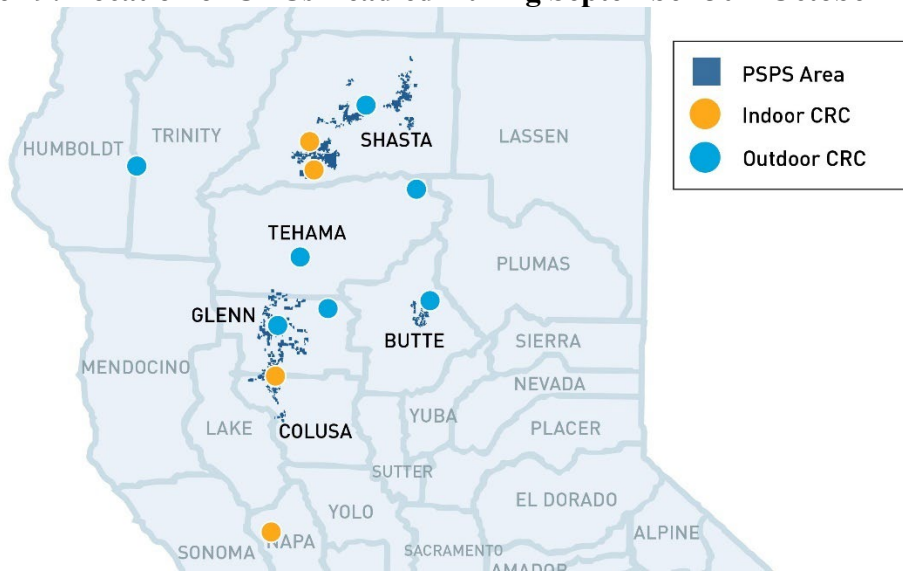 PSPS Area
Indoor CRC
Outdoor CRC
HUMBOLDT
TRINITY
SHASTA
LASSEN
TEHAMA
PLUMAS
GLENN
BUTTE
SIERRA
MENDOCINO
NEVADA
LAKE
COLUSA
YUBA
PLACER
SUTTER
YOLO
EL DORADO
SONOMA
NAPA
SACRAMENTO
ALPINE
AMADOR